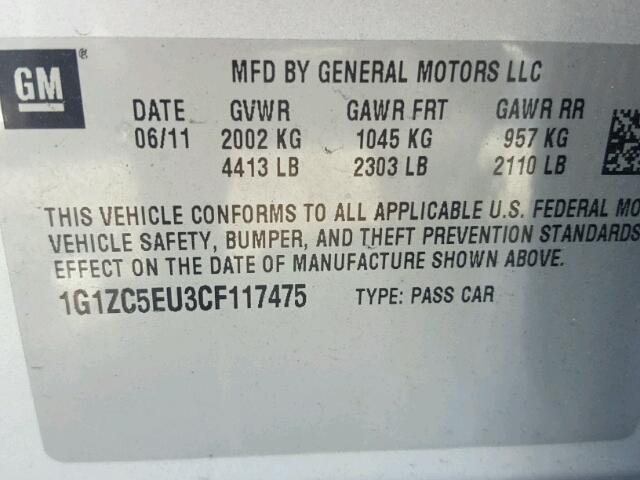 GM ®
MFD BY GENERAL MOTORS LLC
DATE GVWR GAWR FRT GAWR RR
06/11 2002 KG 1045 KG 957 KG
4413 LB 2303 LB 2110 LB
THIS VEHICLE CONFORMS TO ALL APPLICABLE U.S. FEDERAL MO
VEHICLE SAFETY, BUMPER, AND THEFT PREVENTION STANDARDS
EFFECT ON THE DATE OF MANUFACTURE SHOWN ABOVE.
1G1ZC5EU3CF117475 TYPE: PASS CAR